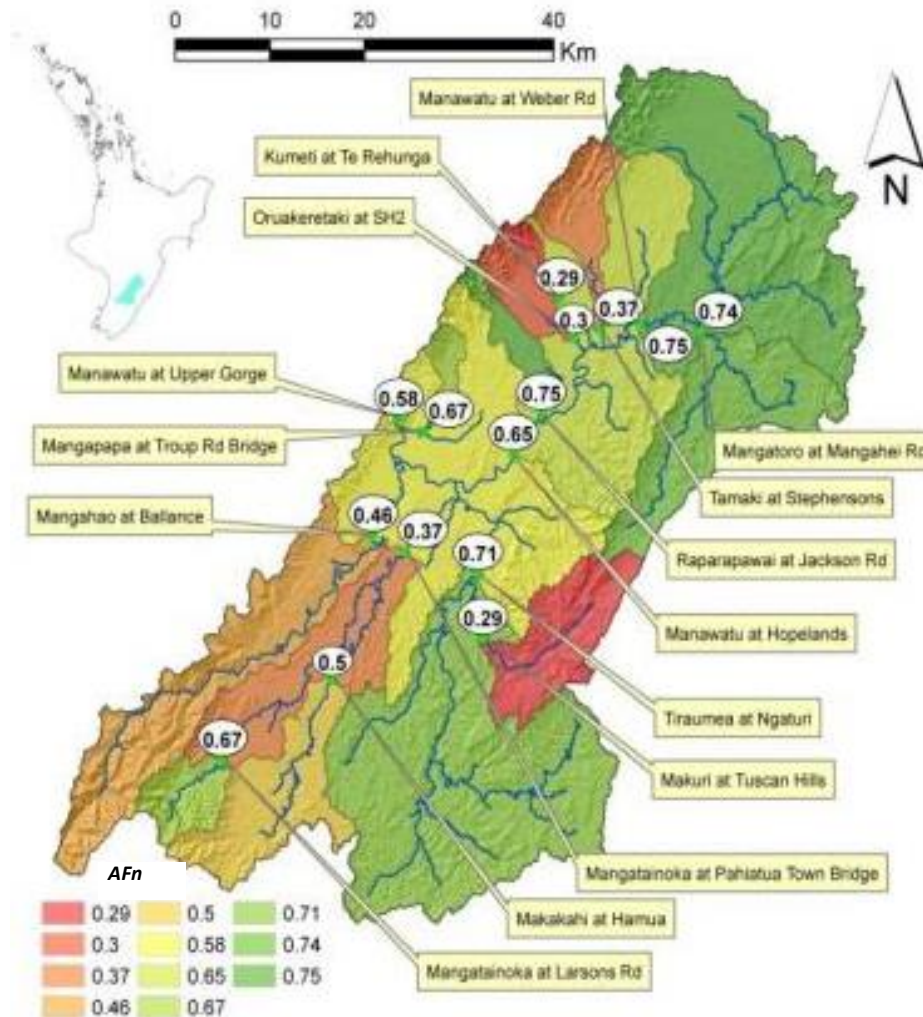 0 10 20 40
Km
Manawatu at Weber Rd
Kumeti at Te Rehunga
N
Oruakeretaki at SH2
0.29
0.3
0.37
0.74
0.75
Manawatu at Upper Gorge
0.58
0.67
0.75
0.65
Mangapapa at Troup Rd Bridge
Mangatoro at Mangahei Rd
Tamaki at Stephensons
Mangahao at Ballance
0.46
0.37
0.71
Raparapawai at Jackson Rd
0.29
Manawatu at Hopelands
0.5
Tiraumea at Ngaturi
0.67
Makuri at Tuscan Hills
Mangatainoka at Pahiatua Town Bridge
Makakahi at Hamua
Mangatainoka at Larsons Rd
AFn
0.29 0.5 0.71
0.3 0.58 0.74
0.37 0.65 0.75
0.46 0.67